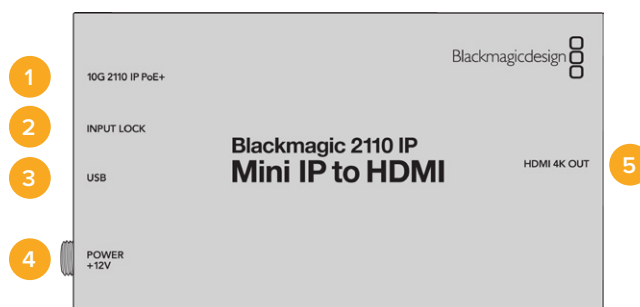 1
10G 2110 IP PoE+
Blackmagicdesign
2
INPUT LOCK
Blackmagic 2110 IP
Mini IP to HDMI
3
USB
HDMI 4K OUT
5
4
POWER
+12V